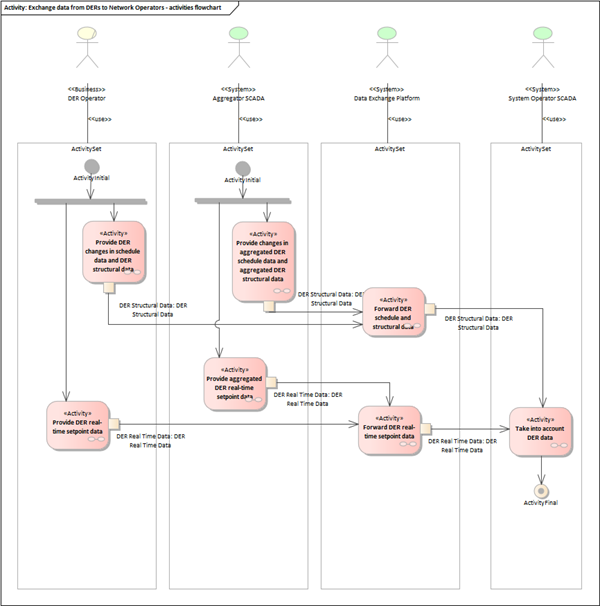 Activity: Exchange data from DERs to Network Operators - activities flowchart
«Business»
DER Operator
«use»
«System»
Aggregator SCADA
«use»
«System»
Data Exchange Platform
«use»
«System»
System Operator SCADA
«use»
ActivitySet
ActivitySet
ActivitySet
ActivitySet
ActivityInitial
ActivityInitial
«Activity»
Provide DER
changes in schedule
data and DER
structural data
«Activity»
Provide changes in
aggregated DER
schedule data and
aggregated DER
structural data
DER Structural Data: DER
Structural Data
DER Structural Data: DER
Structural Data
«Activity»
Forward DER
schedule and
structural data
DER Structural Data: DER
Structural Data
«Activity»
Provide aggregated
DER real-time
setpoint data
DER Real Time Data: DER
Real Time Data
«Activity»
Provide DER real-
time setpoint data
DER Real Time Data: DER
Real Time Data
«Activity»
Forward DER real-
time setpoint data
DER Real Time Data: DER
Real Time Data
«Activity»
Take into account
DER data
ActivityFinal